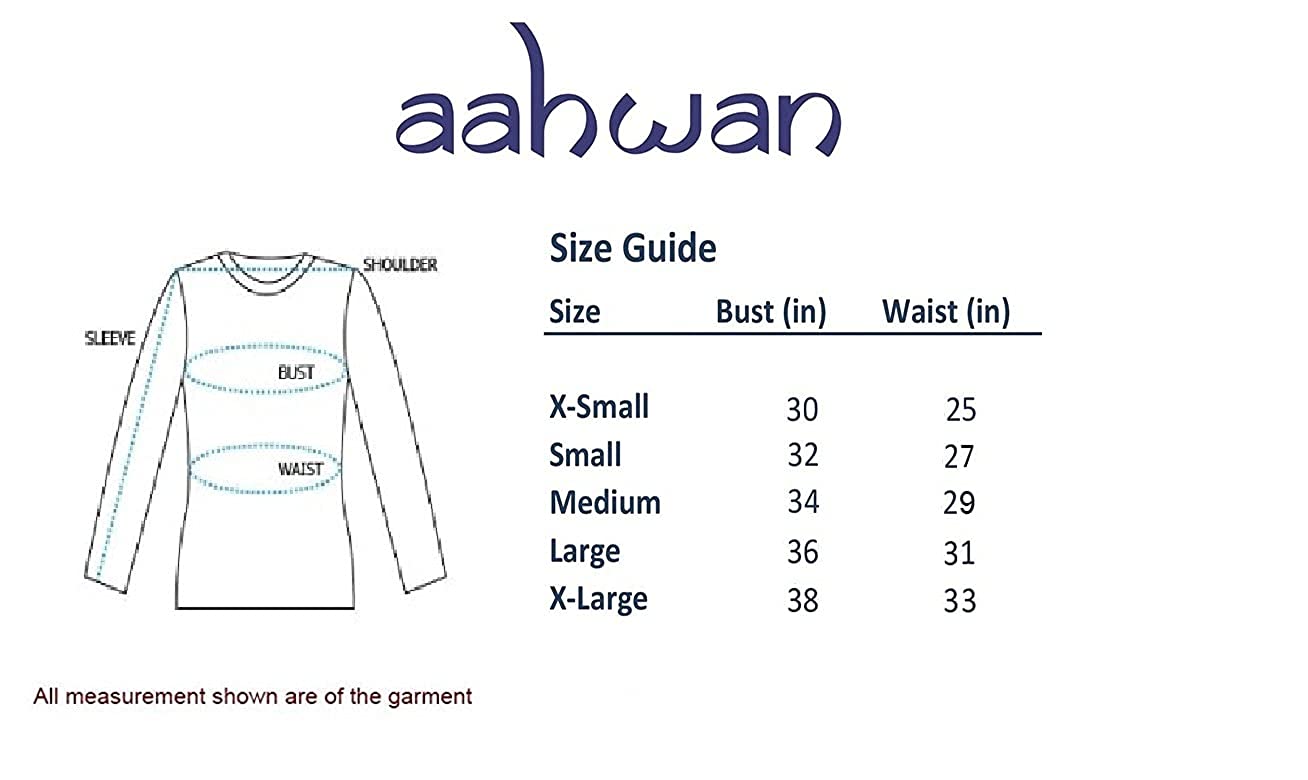 aahwan
SHOULDER
SLEEVE
BUST
WAIST
Size Guide
Size Bust (in) Waist (in)
X-Small 30 25
Small 32 27
Medium 34 29
Large 36 31
X-Large 38 33
All measurement shown are of the garment